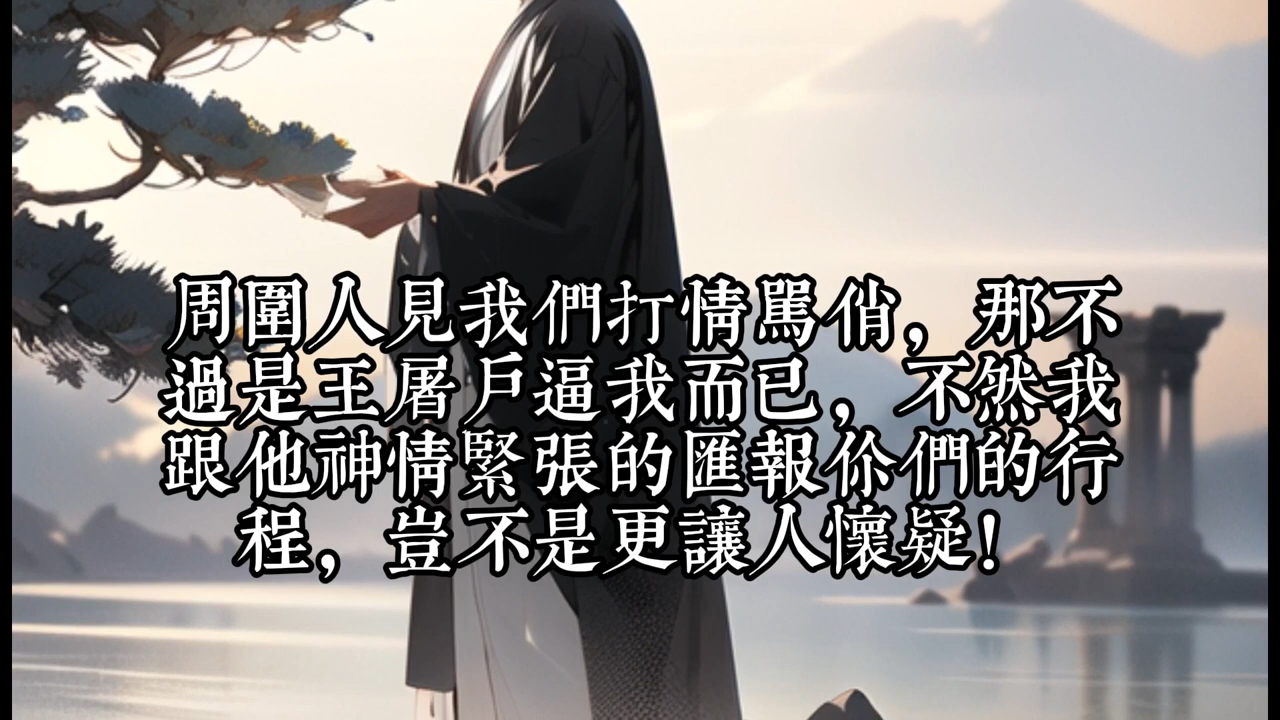 周圍人見我們打情罵俏，那不
過是王屠戶逼我而已，不然我
跟他神情緊張的匯報你們的行
程，豈不是更讓人懷疑！